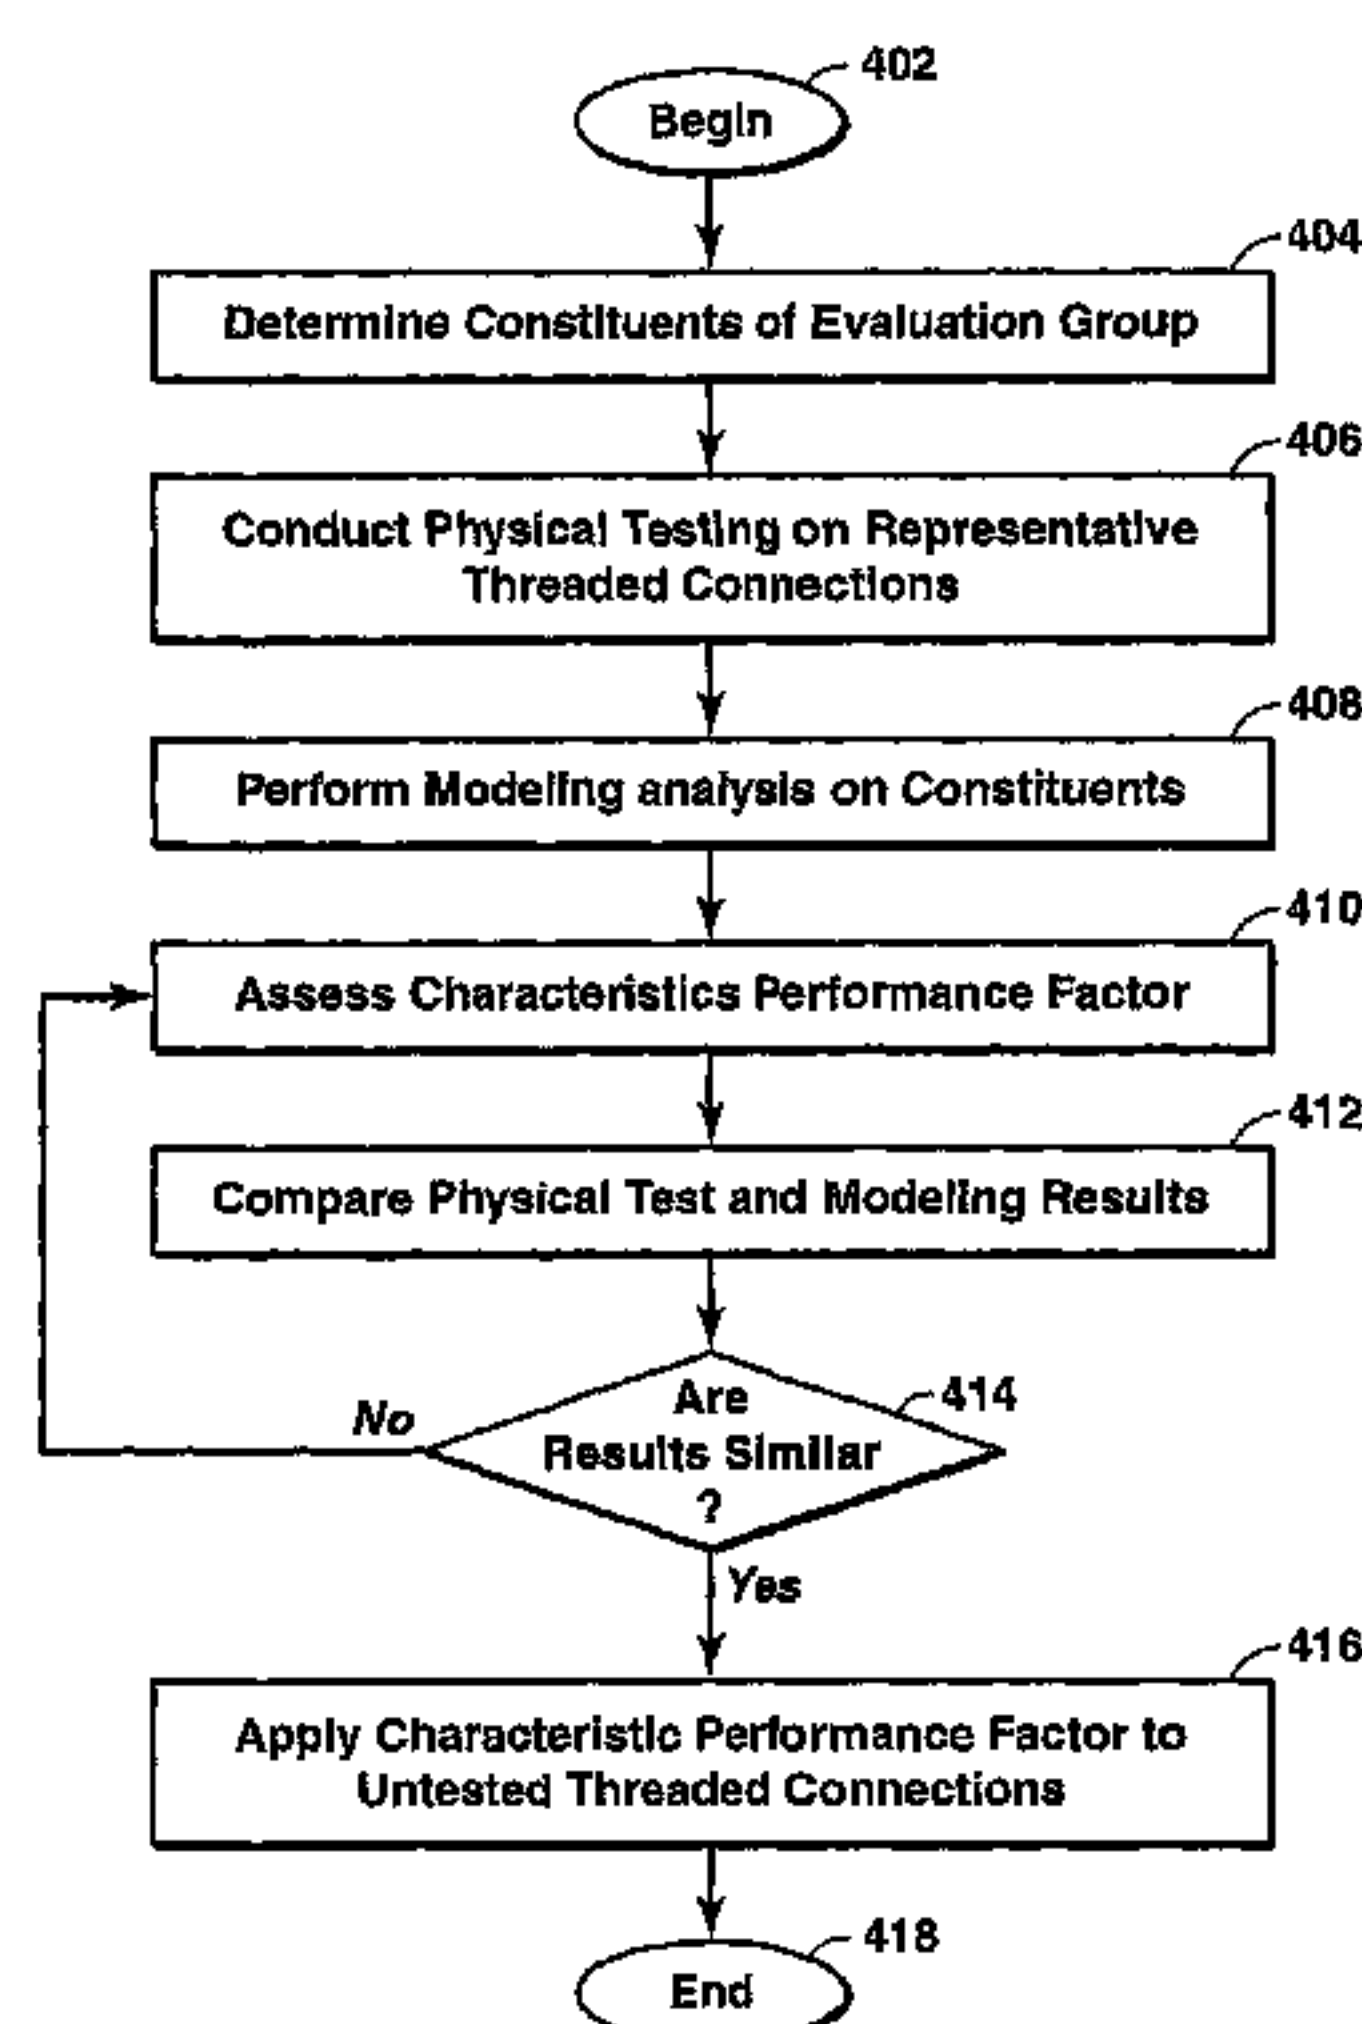 402
Begin
404
Determine Constituents of Evaluation Group
406
Conduct Physical Testing on Representative
Threaded Connections
408
Perform Modeling analysis on Constituents
410
Assess Characteristics Performance Factor
412
Compare Physical Test and Modeling Results
414
Are
Results Similar
?
No
Yes
416
Apply Characteristic Performance Factor to
Untested Threaded Connections
418
End